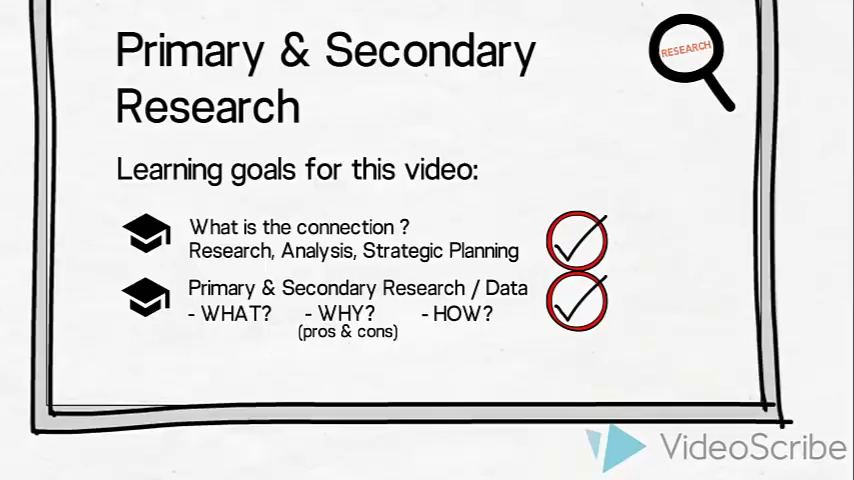 Primary & Secondary
Research
RESEARCH
Learning goals for this video:
What is the connection ?
Research, Analysis, Strategic Planning
Primary & Secondary Research / Data
- WHAT? - WHY? - HOW?
(pros & cons)
VideoScribe